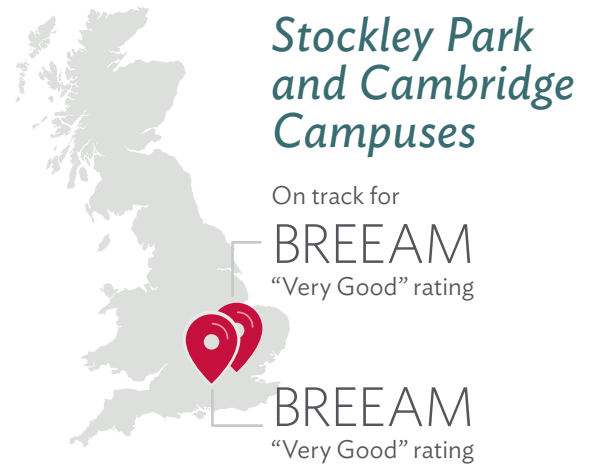 Stockley Park
and Cambridge
Campuses
On track for
BREEAM
“Very Good” rating
BREEAM
“Very Good” rating